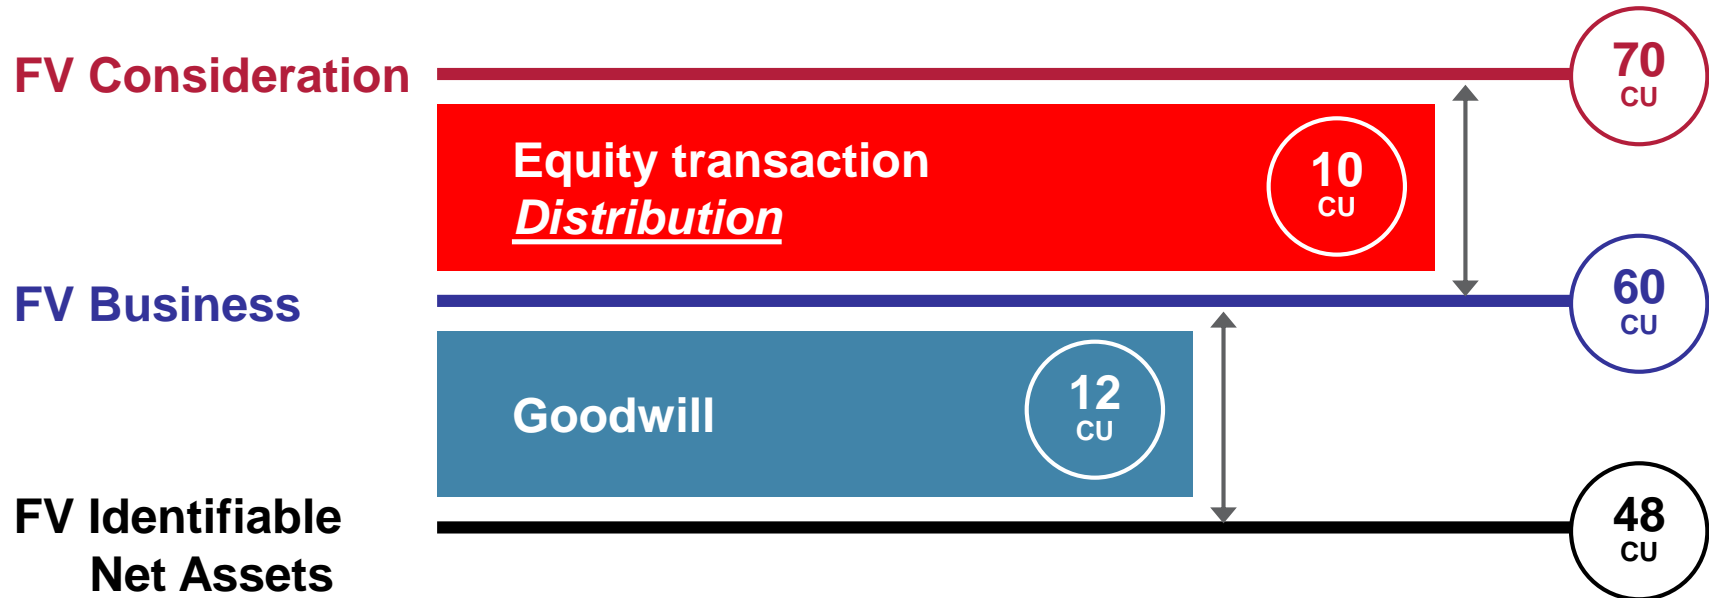 FV Consideration
70
CU
Equity transaction
Distribution
10
CU
FV Business
60
CU
Goodwill
12
CU
FV Identifiable
Net Assets
48
CU